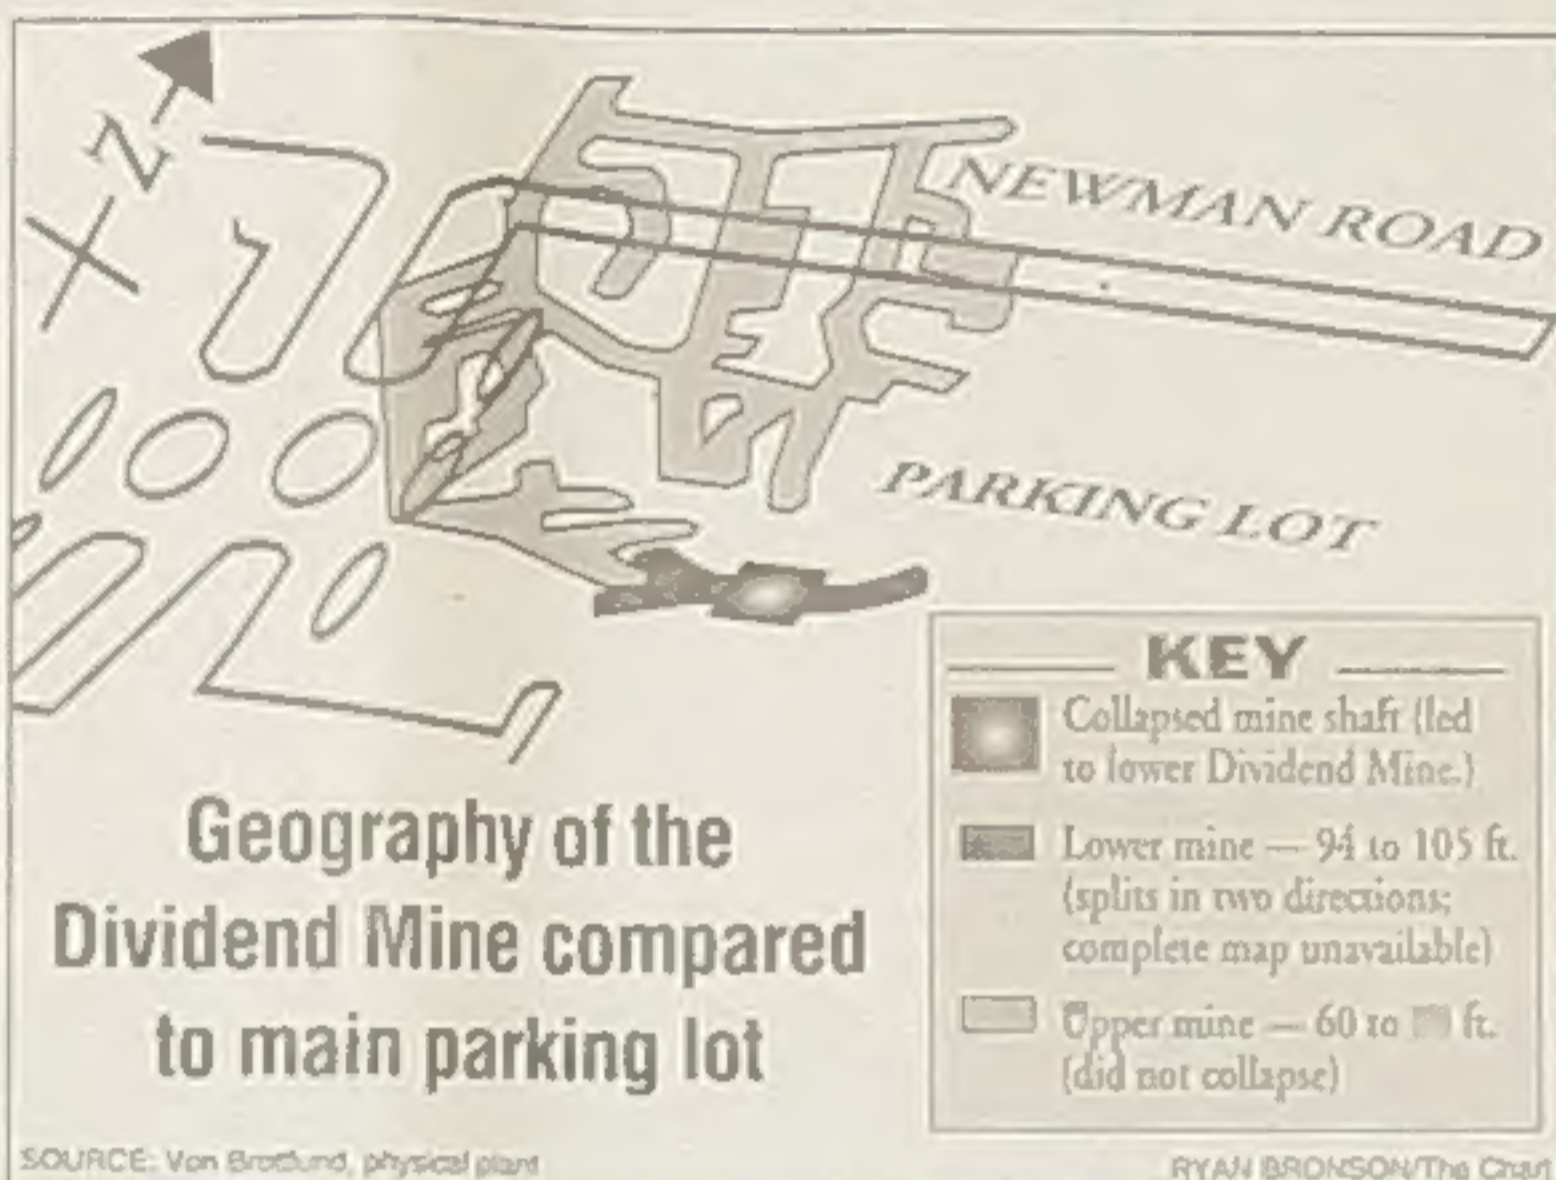 N
NEWMAN ROAD
PARKING LOT
KEY
Collapsed mine shaft (led
to lower Dividend Mine.)
Lower mine — 94 to 105 ft.
(splits in two directions;
complete map unavailable)
Upper mine — 60 to ft.
(did not collapse)
Geography of the
Dividend Mine compared
to main parking lot
SOURCE: Von physical plant
RYAN BRONSON/The Chart